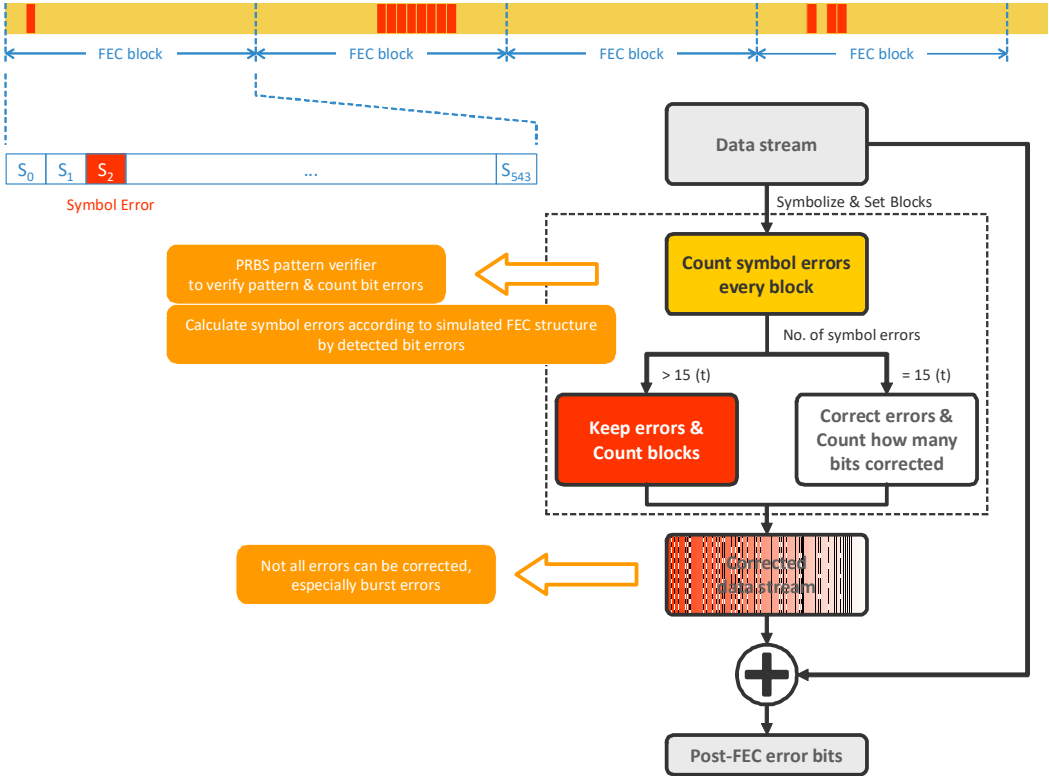 FEC block
FEC block
FEC block
FEC block
S0
S1
S2
...
S543
Symbol Error
Data stream
Symbolize & Set Blocks
Count symbol errors
every block
PRBS pattern verifier
to verify pattern & count bit errors
Calculate symbol errors according to simulated FEC structure
by detected bit errors
No. of symbol errors
> 15 (t)
= 15 (t)
Keep errors &
Count blocks
Correct errors &
Count how many
bits corrected
Not all errors can be corrected,
especially burst errors
Corrected
data stream
Post-FEC error bits